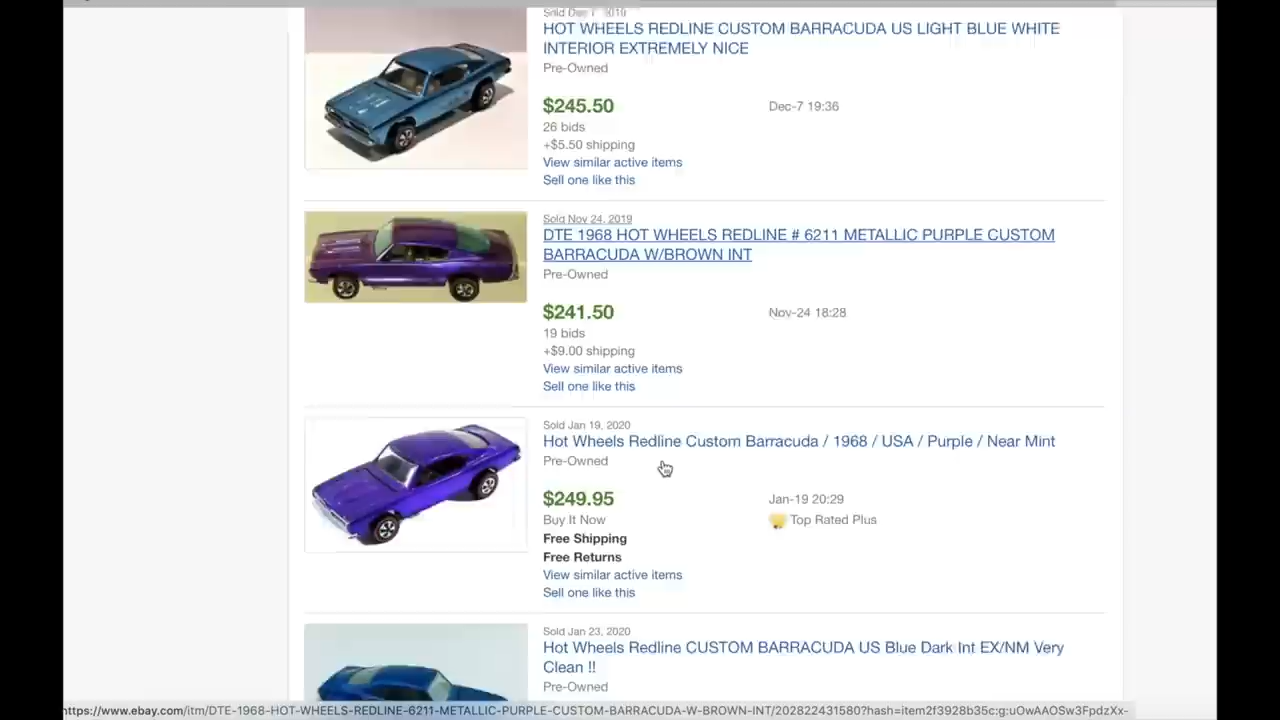 Sold Dec 7, 2019
HOT WHEELS REDLINE CUSTOM BARRACUDA US LIGHT BLUE WHITE
INTERIOR EXTREMELY NICE
Pre-Owned
$245.50
Dec-7 19:36
26 bids
+$5.50 shipping
View similar active items
Sell one like this
Sold Nov 24, 2019
DTE 1968 HOT WHEELS REDLINE # 6211 METALLIC PURPLE CUSTOM
BARRACUDA W/BROWN INT
Pre-Owned
$241.50
Nov-24 18:28
19 bids
+$9.00 shipping
View similar active items
Sell one like this
Sold Jan 19, 2020
Hot Wheels Redline Custom Barracuda / 1968 / USA / Purple / Near Mint
Pre-Owned
$249.95
Jan-19 20:29
Buy It Now
Top Rated Plus
Free Shipping
Free Returns
View similar active items
Sell one like this
Sold Jan 23, 2020
Hot Wheels Redline CUSTOM BARRACUDA US Blue Dark Int EX/NM Very
Clean !!
Pre-Owned
https://www.ebay.com/itm/DTE-1968-HOT-WHEELS-REDLINE-6211-METALLIC-PURPLE-CUSTOM-BARRACUDA-W-BROWN-INT/202822431580?hash=item2f3928b35c:g:uOwAAOSw3FpdzXx-